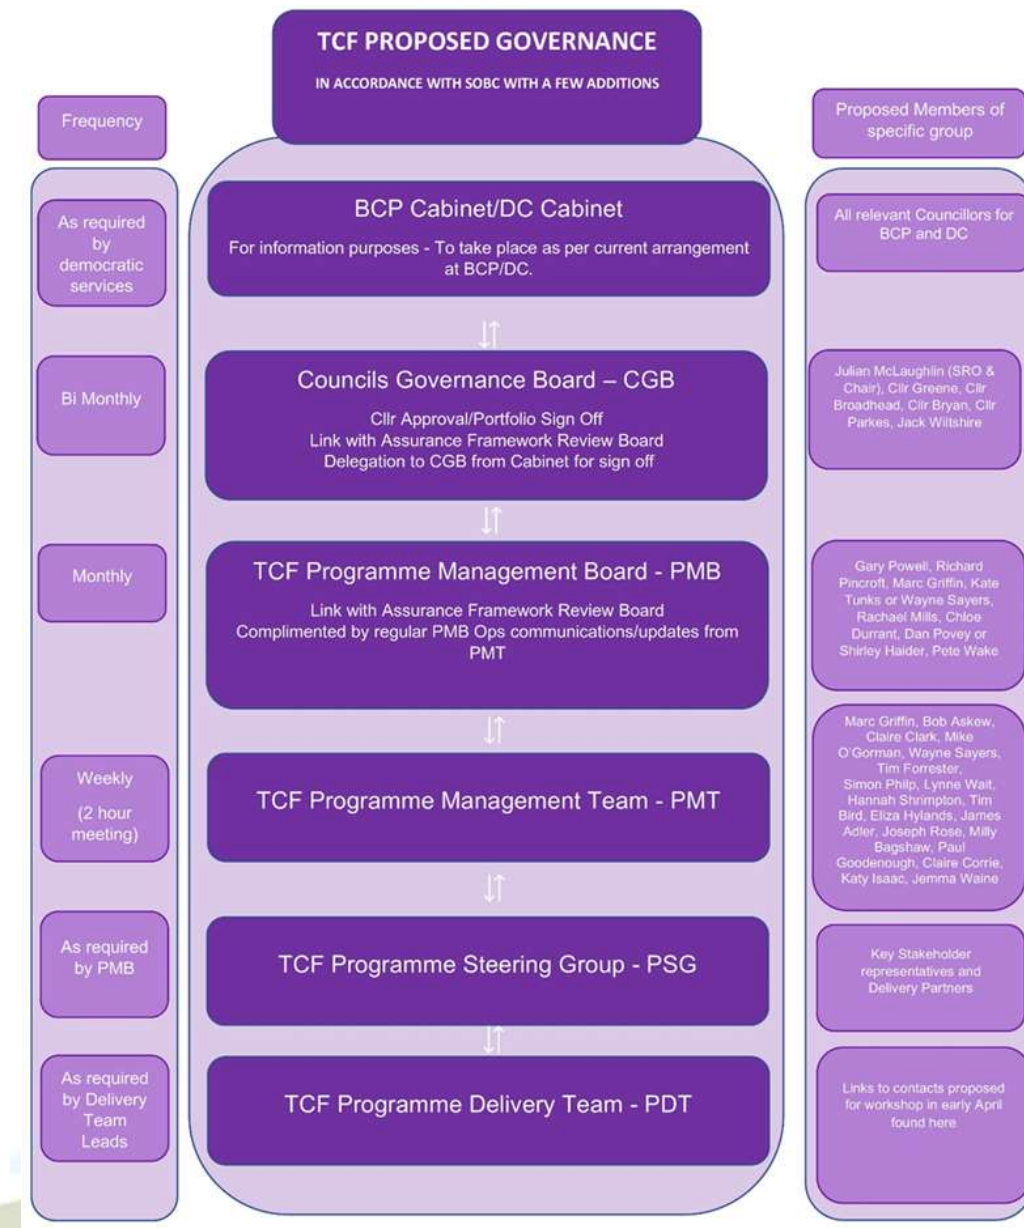 TCF PROPOSED GOVERNANCE
IN ACCORDANCE WITH SOBC WITH A FEW ADDITIONS
Frequency
Proposed Members of
specific group
As required
by
democratic
services
BCP Cabinet/DC Cabinet
For information purposes - To take place as per current arrangement
at BCP/DC.
All relevant Councillors for
BCP and DC
Bi Monthly
Councils Governance Board – CGB
Cllr Approval/Portfolio Sign Off
Link with Assurance Framework Review Board
Delegation to CGB from Cabinet for sign off
Julian McLaughlin (SRO &
Chair), Cllr Greene, Cllr
Broadhead, Cllr Bryan, Cllr
Parkes, Jack Wiltshire
Monthly
TCF Programme Management Board - PMB
Link with Assurance Framework Review Board
Complimented by regular PMB Ops communications/updates from
PMT
Gary Powell, Richard
Pincroft, Marc Griffin, Kate
Tunks or Wayne Sayers,
Rachael Mills, Chloe
Durrant, Dan Povey or
Shirley Haider, Pete Wake
Weekly
(2 hour
meeting)
TCF Programme Management Team - PMT
Marc Griffin, Bob Askew,
Claire Clark, Mike
O'Gorman, Wayne Sayers,
Tim Forrester,
Simon Philp, Lynne Wait,
Hannah Shrimpton, Tim
Bird, Eliza Hylands, James
Adler, Joseph Rose, Milly
Bagshaw, Paul
Goodenough, Claire Corrie,
Katy Isaac, Jemma Waine
As required
by PMB
TCF Programme Steering Group - PSG
Key Stakeholder
representatives and
Delivery Partners
As required
by Delivery
Team
Leads
TCF Programme Delivery Team - PDT
Links to contacts proposed
for workshop in early April
found here